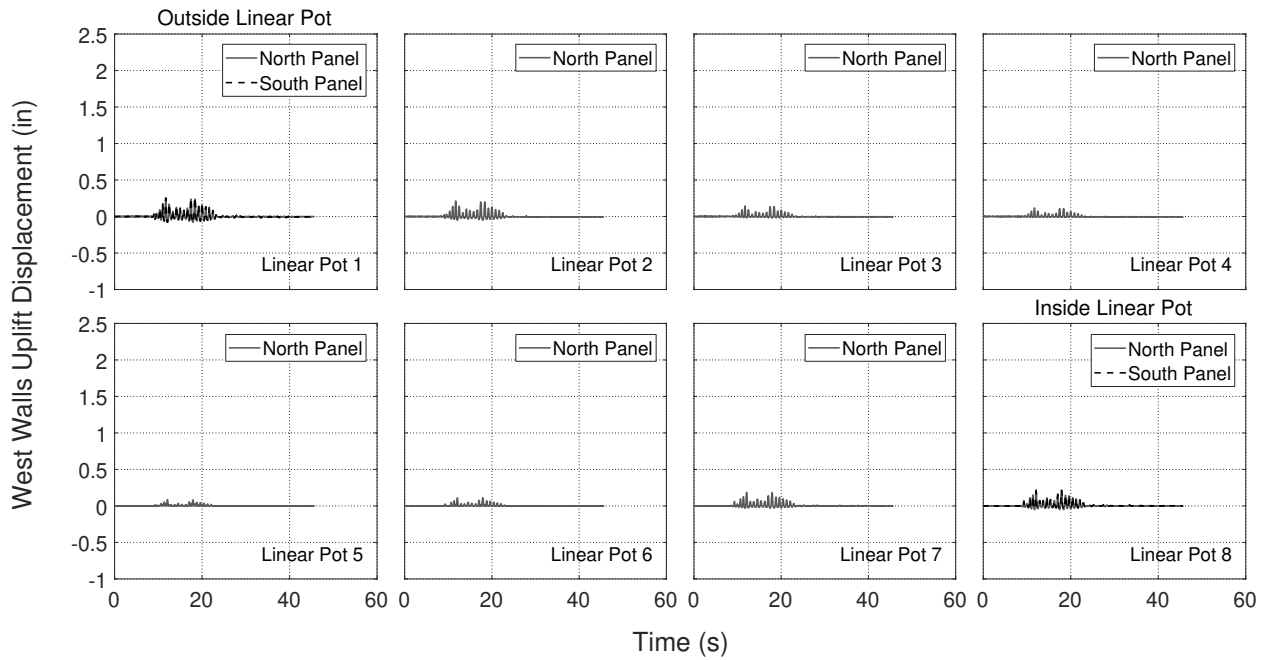 Outside Linear Pot
West Walls Uplift Displacement (in)
2.5
2
1.5
1
0.5
0
-0.5
-1
North Panel
South Panel
Linear Pot 1
North Panel
Linear Pot 2
North Panel
Linear Pot 3
North Panel
Linear Pot 4
Inside Linear Pot
2.5
2
1.5
1
0.5
0
-0.5
-1
North Panel
Linear Pot 5
North Panel
Linear Pot 6
North Panel
Linear Pot 7
North Panel
South Panel
Linear Pot 8
0 20 40 60 0 20 40 60 0 20 40 60 0 20 40 60
Time (s)